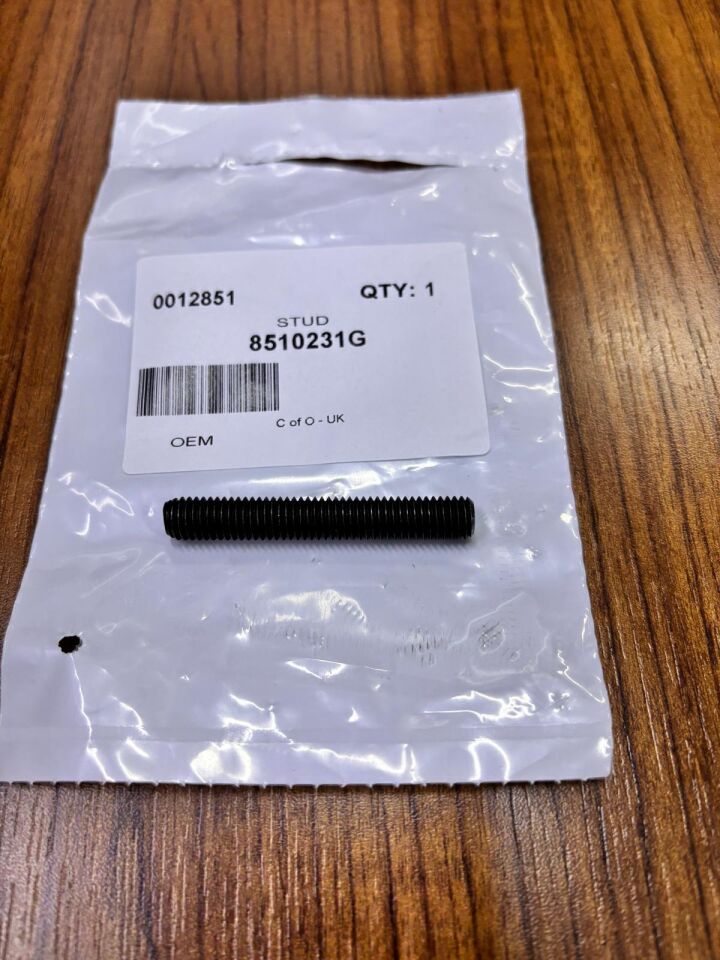 0012851 QTY: 1
STUD
8510231G
C of O - UK
OEM